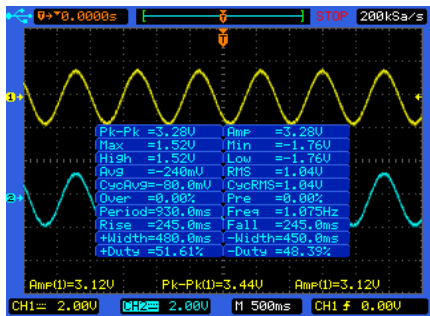 0.0000s STOP 200kSa/s
Pk-Pk =3.28V Amp =3.28V
Max =1.52V Min =-1.76V
High =1.52V Low =-1.76V
Avg =-240mV RMS =1.04V
CycAvg=-80.0mV CycRMS=1.04V
Over =0.00% Pre =0.00%
Period=930.0ms Freq =1.075Hz
Rise =245.0ms Fall =245.0ms
+Width=480.0ms -Width=450.0ms
+Duty=51.61% -Duty=48.39%
Amp(1)=3.12V Pk-Pk(1)=3.44V Amp(1)=3.12V
CH1 2.00V CH2 2.00V M 500ms CH1 0.00V